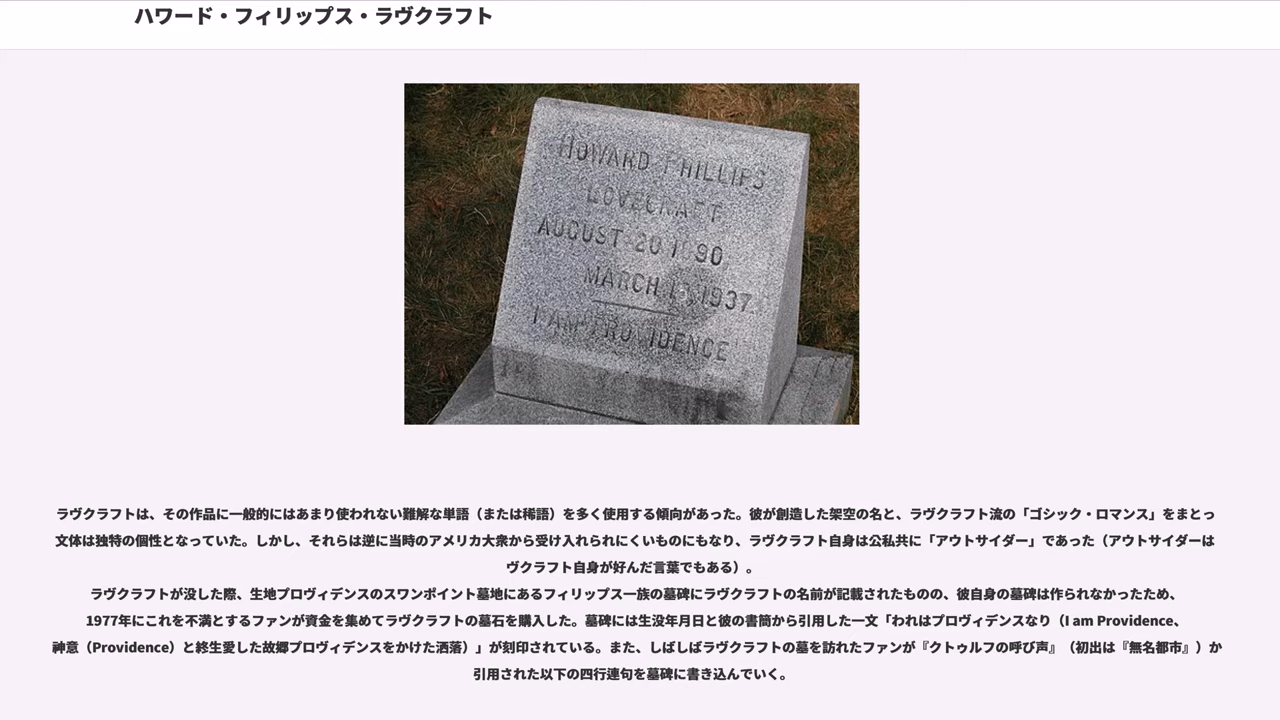 ハワード・フィリップス・ラヴクラフト
HOWARD PHILLIPS
LOVECRAFT
AUGUST 20 1890
MARCH 1937
I AM PROVIDENCE
ラヴクラフトは、その作品に一般的にはあまり使われない難解な単語（または稀語）を多く使用する傾向があった。彼が創造した架空の名と、ラヴクラフト流の「ゴシック・ロマンス」をまとっ
文体は独特の個性となっていた。しかし、それらは逆に当時のアメリカ大衆から受け入れられにくいものにもなり、ラヴクラフト自身は公私共に「アウトサイダー」であった（アウトサイダーは
ヴクラフト自身が好んだ言葉でもある）。
ラヴクラフトが没した際、生地プロヴィデンスのスワンポイント墓地にあるフィリップス一族の墓碑にラヴクラフトの名前が記載されたものの、彼自身の墓碑は作られなかったため、
1977年にこれを不満とするファンが資金を集めてラヴクラフトの墓石を購入した。墓碑には生没年月日と彼の書簡から引用した一文「われはプロヴィデンスなり（I am Providence、
神意（Providence）と終生愛した故郷プロヴィデンスをかけた洒落）」が刻印されている。また、しばしばラヴクラフトの墓を訪れたファンが『クトゥルフの呼び声』（初出は『無名都市』）か
引用された以下の四行連句を墓碑に書き込んでいく。